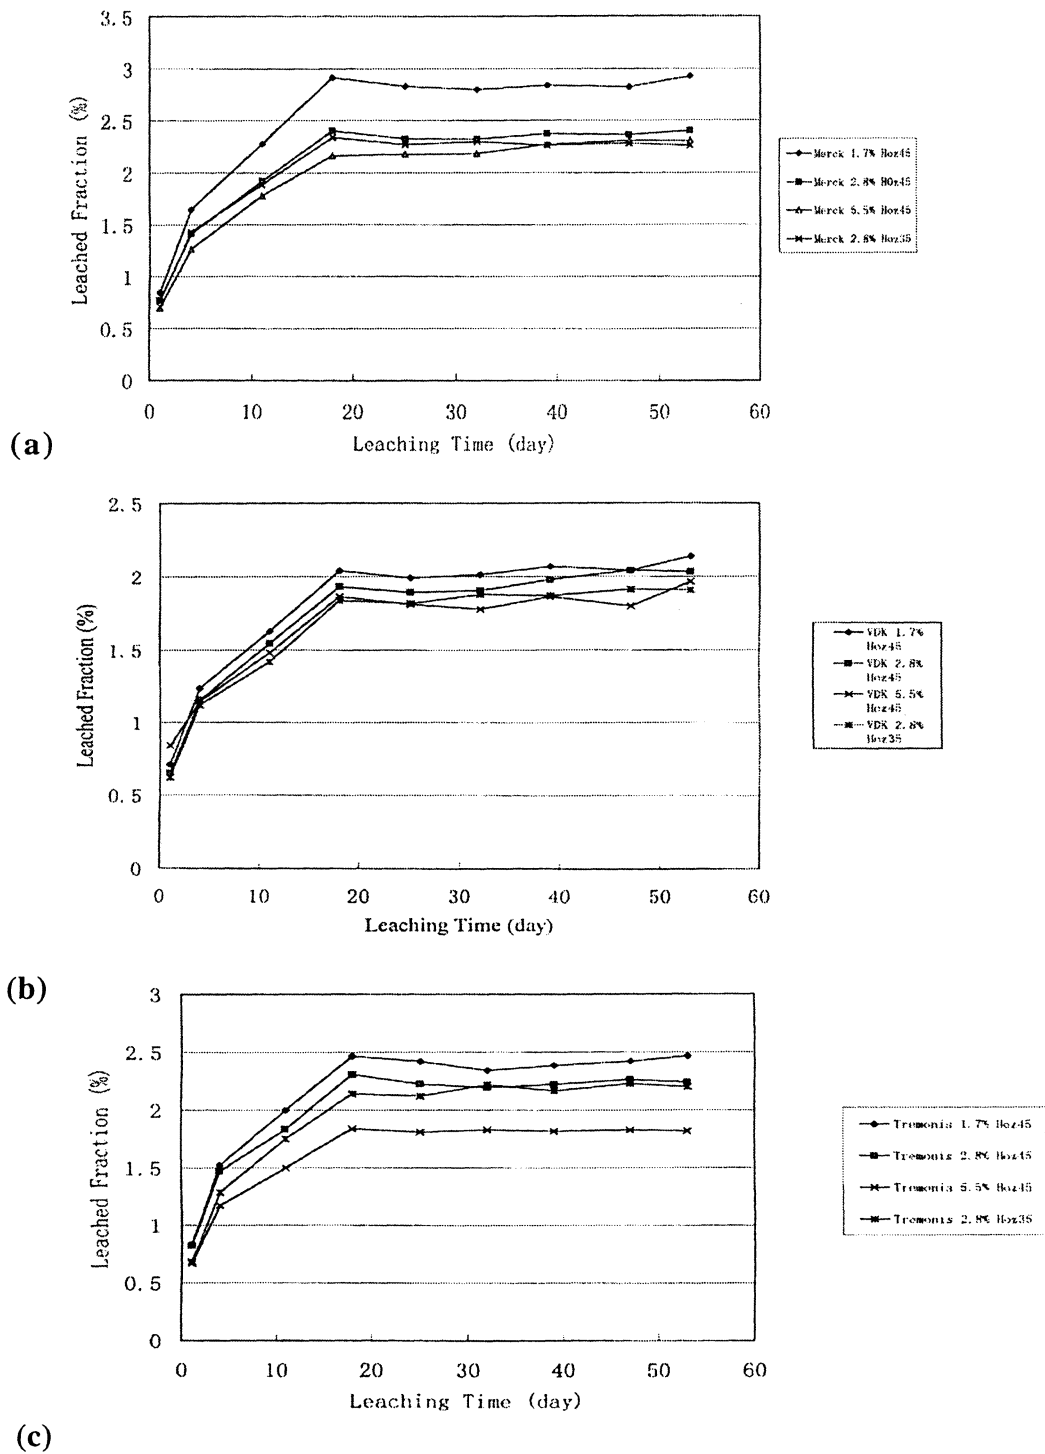 3.5
3
2.5
2
1.5
1
0.5
0
Leached Fraction (%)
0 10 20 30 40 50 60
Leaching Time (day)
Merck 1.7% Hoz45
Merck 2.8% HOz45
Merck 5.5% Hoz45
Merck 2.8% Hoz35
(a)
2.5
2
1.5
1
0.5
0
Leached Fraction (%)
0 10 20 30 40 50 60
Leaching Time (day)
VDK 1.7%
Hoz45
VDK 2.8%
Hoz45
VDK 5.5%
Hoz45
VDK 2.8%
Hoz35
(b)
3
2.5
2
1.5
1
0.5
0
Leached Fraction (%)
0 10 20 30 40 50 60
Leaching Time (day)
Tremonis 1.7% Hoz45
Tremonis 2.8% Hoz45
Tremonis 5.5% Hoz45
Tremonis 2.8% Hoz35
(c)